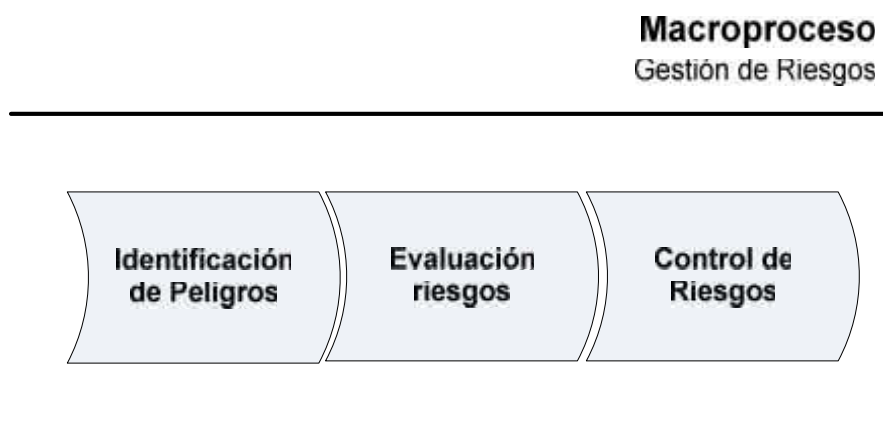 Macroproceso
Gestión de Riesgos
Identificación
de Peligros
Evaluación
riesgos
Control de
Riesgos